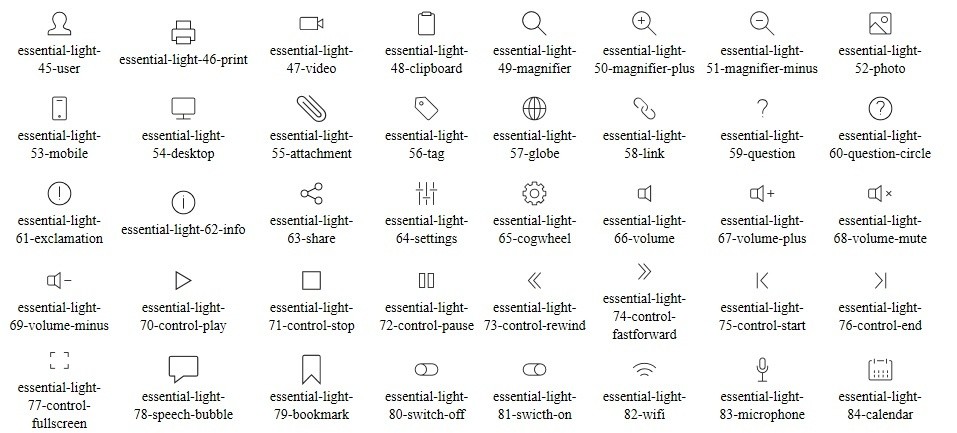 essential-light-
45-user
essential-light-46-print
essential-light-
47-video
essential-light-
48-clipboard
essential-light-
49-magnifier
essential-light-
50-magnifier-plus
essential-light-
51-magnifier-minus
essential-light-
52-photo
essential-light-
53-mobile
essential-light-
54-desktop
essential-light-
55-attachment
essential-light-
56-tag
essential-light-
57-globe
essential-light-
58-link
essential-light-
59-question
essential-light-
60-question-circle
essential-light-
61-exclamation
essential-light-62-info
essential-light-
63-share
essential-light-
64-settings
essential-light-
65-cogwheel
essential-light-
66-volume
essential-light-
67-volume-plus
essential-light-
68-volume-mute
essential-light-
69-volume-minus
essential-light-
70-control-play
essential-light-
71-control-stop
essential-light-
72-control-pause
essential-light-
73-control-rewind
essential-light-
74-control-
fastforward
essential-light-
75-control-start
essential-light-
76-control-end
essential-light-
77-control-
fullscreen
essential-light-
78-speech-bubble
essential-light-
79-bookmark
essential-light-
80-switch-off
essential-light-
81-swicth-on
essential-light-
82-wifi
essential-light-
83-microphone
essential-light-
84-calendar